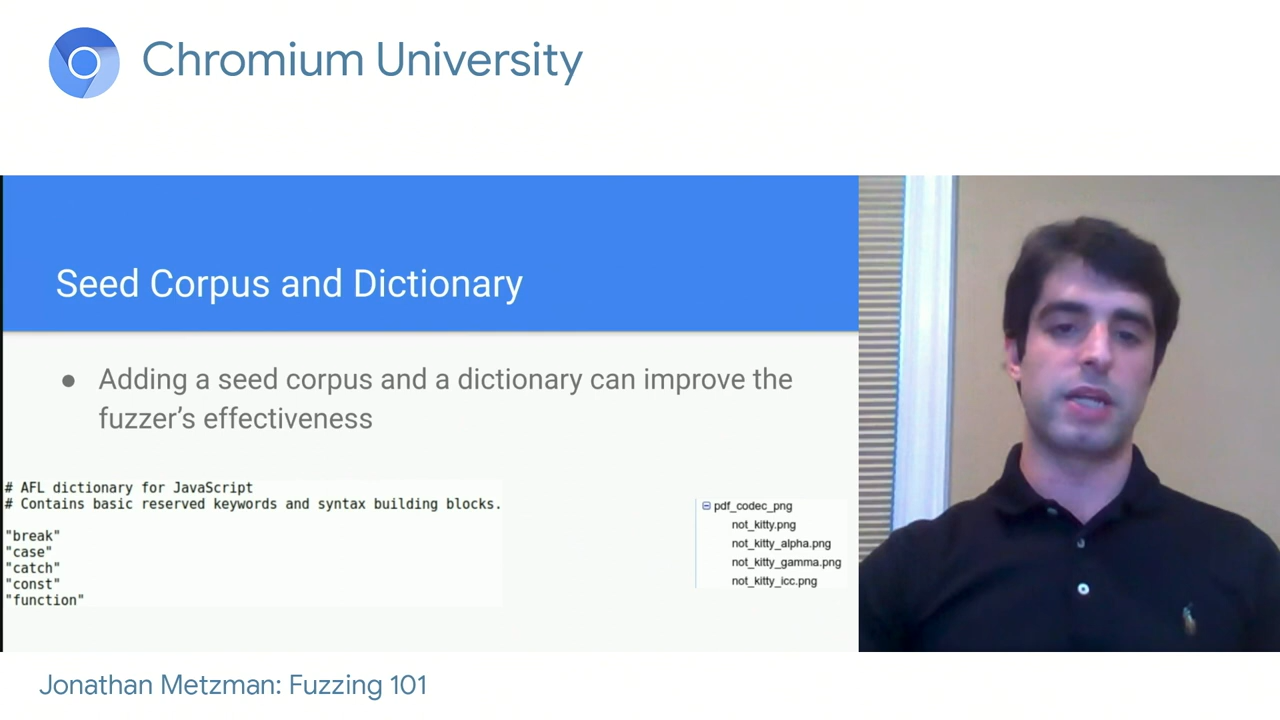 Chromium University
Seed Corpus and Dictionary
● Adding a seed corpus and a dictionary can improve the
fuzzer’s effectiveness
# AFL dictionary for JavaScript
# Contains basic reserved keywords and syntax building blocks.
"break"
"case"
"catch"
"const"
"function"
pdf_codec_png
not_kitty.png
not_kitty_alpha.png
not_kitty_gamma.png
not_kitty_icc.png
Jonathan Metzman: Fuzzing 101